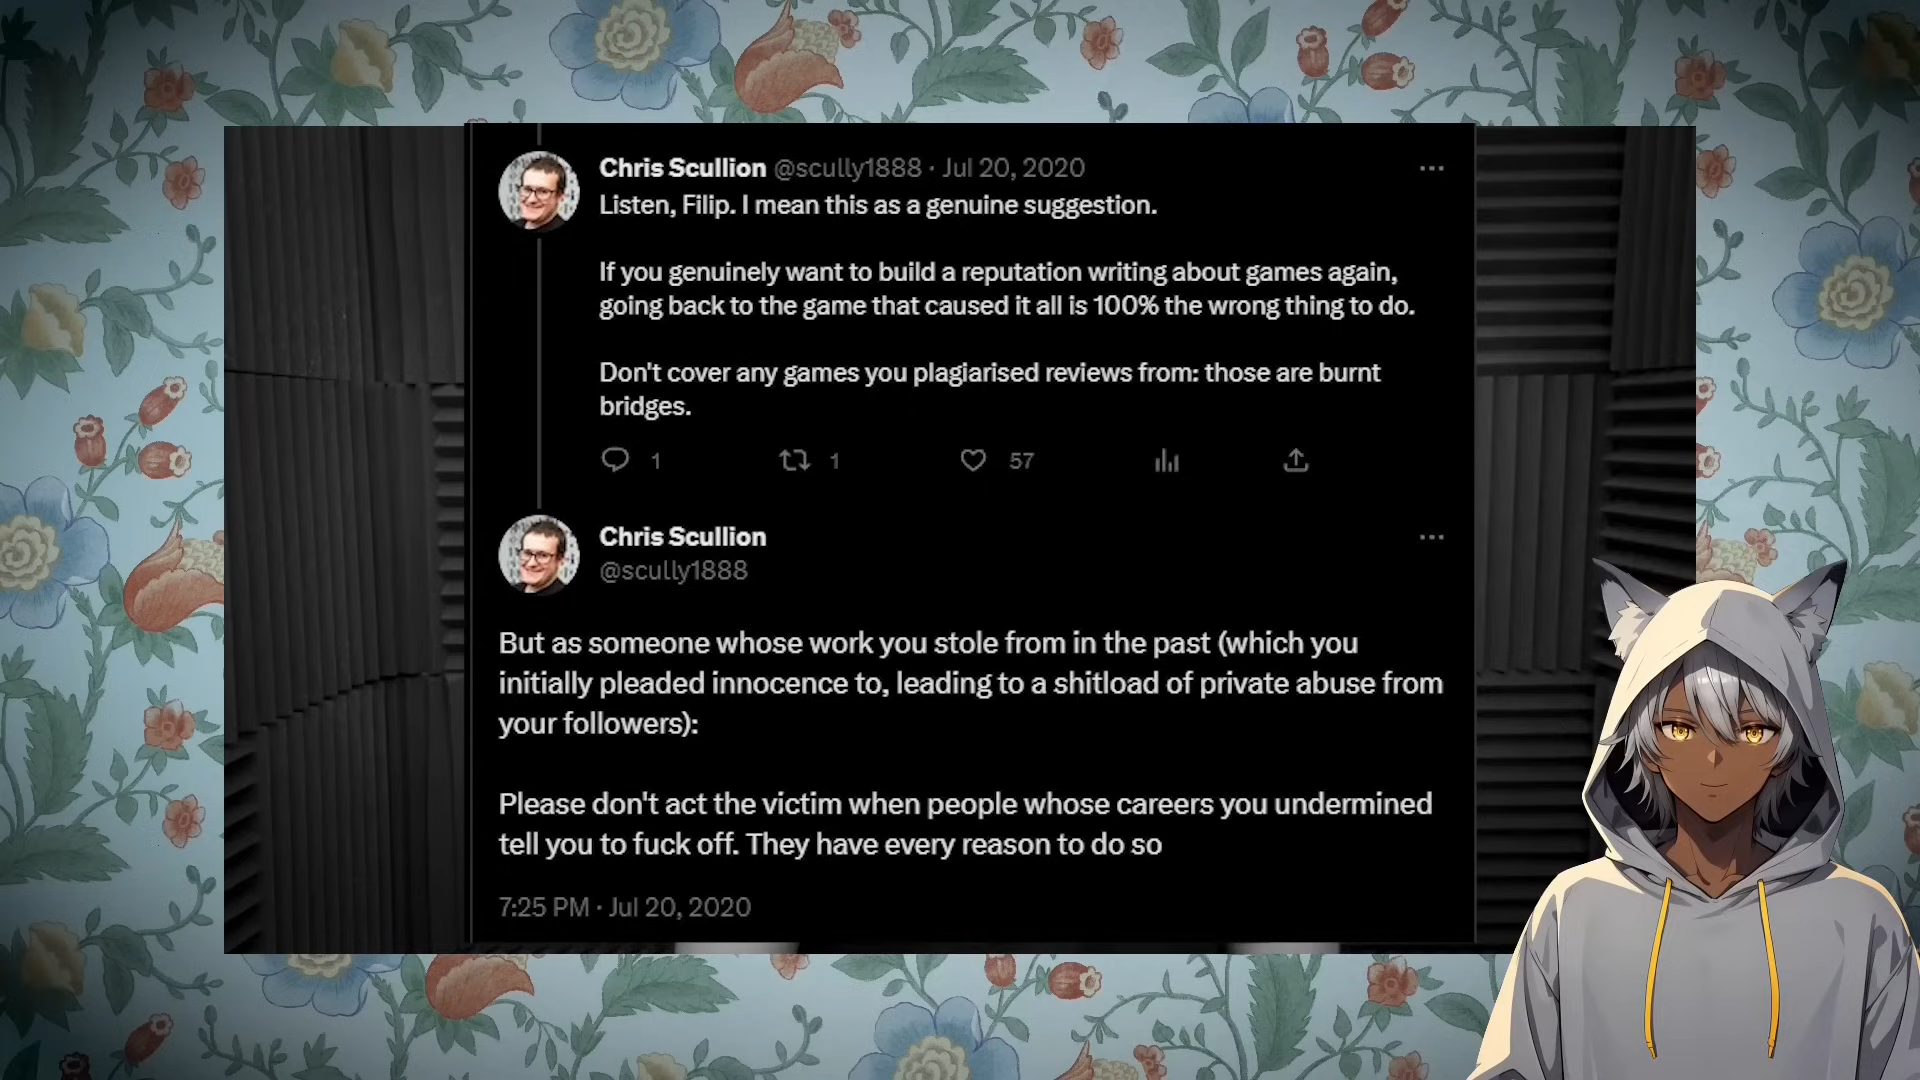 Chris Scullion @scully1888 · Jul 20, 2020
Listen, Filip. I mean this as a genuine suggestion.
If you genuinely want to build a reputation writing about games again,
going back to the game that caused it all is 100% the wrong thing to do.
Don't cover any games you plagiarised reviews from: those are burnt
bridges.
1 1 57
Chris Scullion
@scully1888
But as someone whose work you stole from in the past (which you
initially pleaded innocence to, leading to a shitload of private abuse from
your followers):
Please don't act the victim when people whose careers you undermined
tell you to fuck off. They have every reason to do so
7:25 PM · Jul 20, 2020